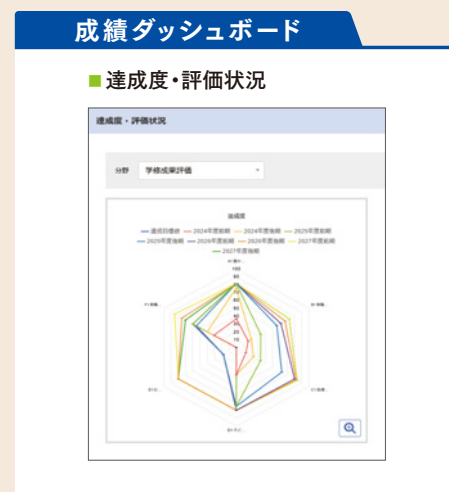 成績ダッシュボード
■達成度・評価状況
達成度・評価状況
分野 学修成果評価
達成度
達成目標値 2024年度前期 2024年度後期 2025年度前期
2025年度後期 2026年度前期 2026年度後期 2027年度前期
2027年度後期
100
90
80
60
50
40
30
20
10